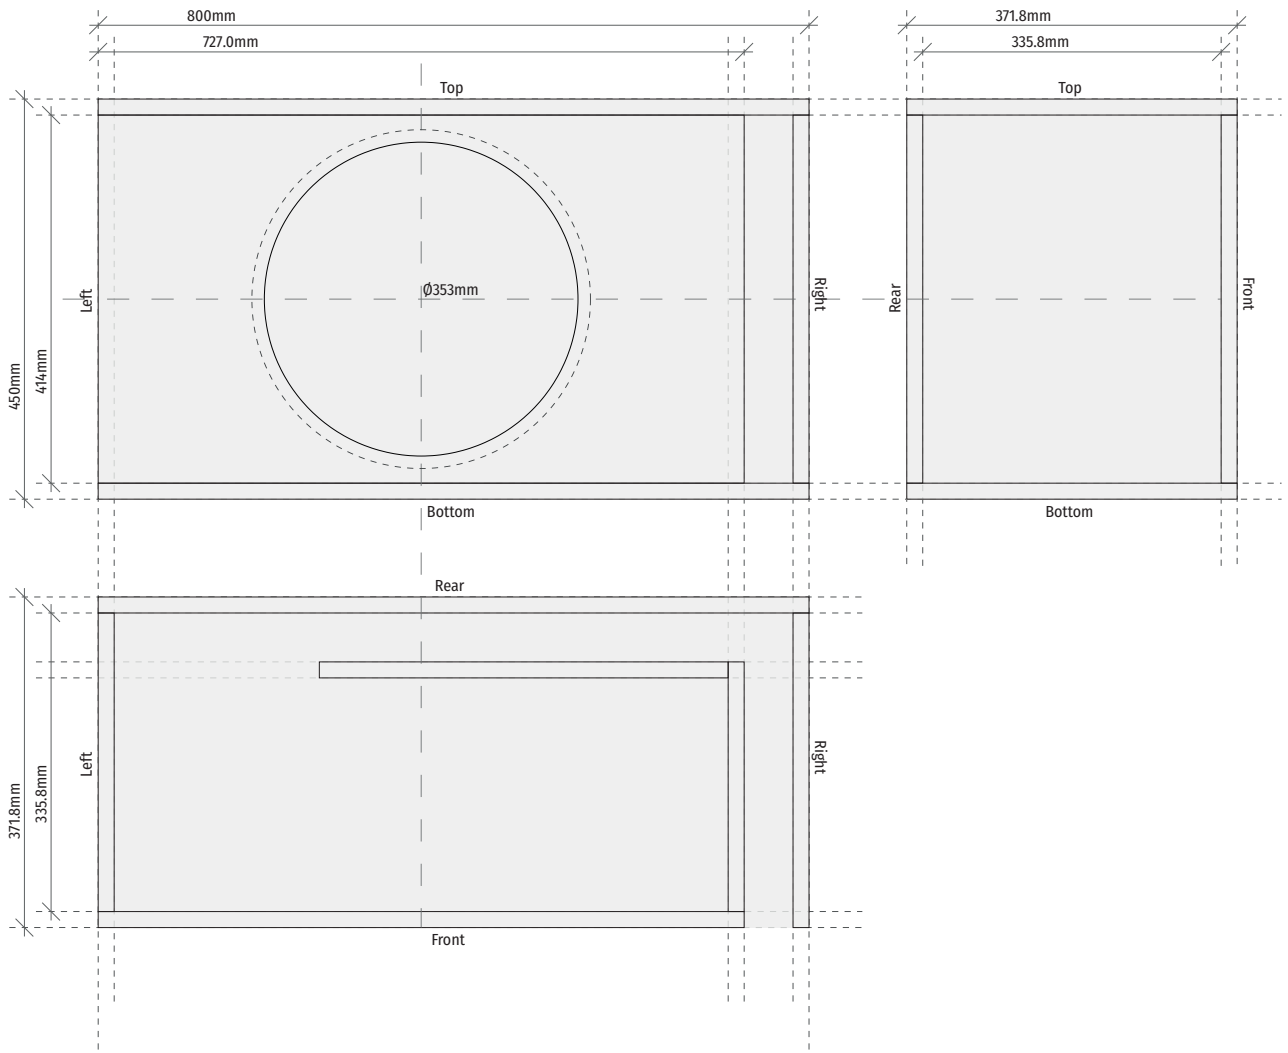 800mm
371.8mm
727.0mm
335.8mm
Top
Top
Left
Ø353mm
Right
Rear
Front
450mm
414mm
Bottom
Bottom
Rear
Left
Right
371.8mm
335.8mm
Front